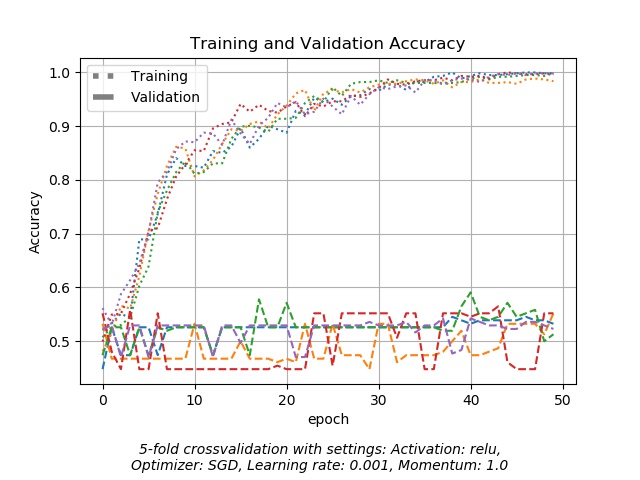 Training and Validation Accuracy
Training
Validation
1.0
0.9
0.8
0.7
0.6
0.5
Accuracy
0 10 20 30 40 50
epoch
5-fold crossvalidation with settings: Activation: relu,
Optimizer: SGD, Learning rate: 0.001, Momentum: 1.0